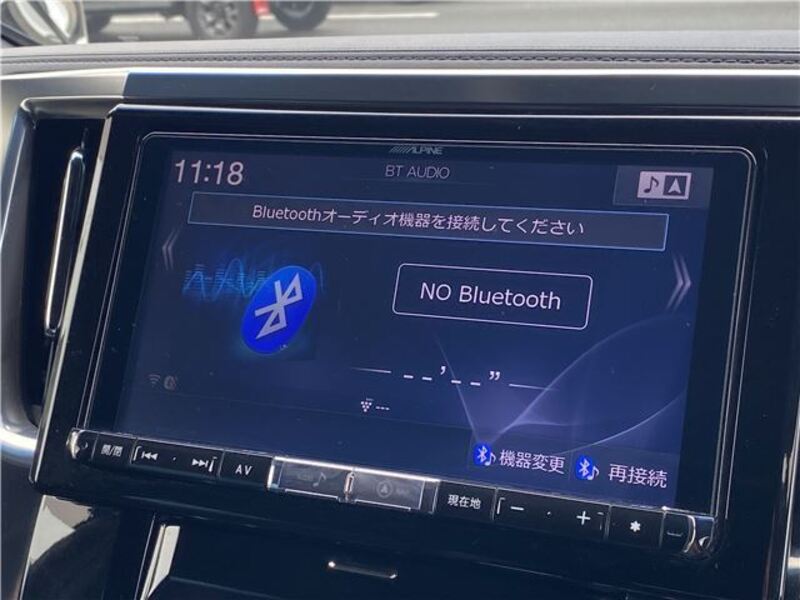 ALPINE
11:18
BT AUDIO
Bluetoothオーディオ機器を接続してください
NO Bluetooth
--'--"
---
機器変更
再接続
開/閉
AV
現在地
− +